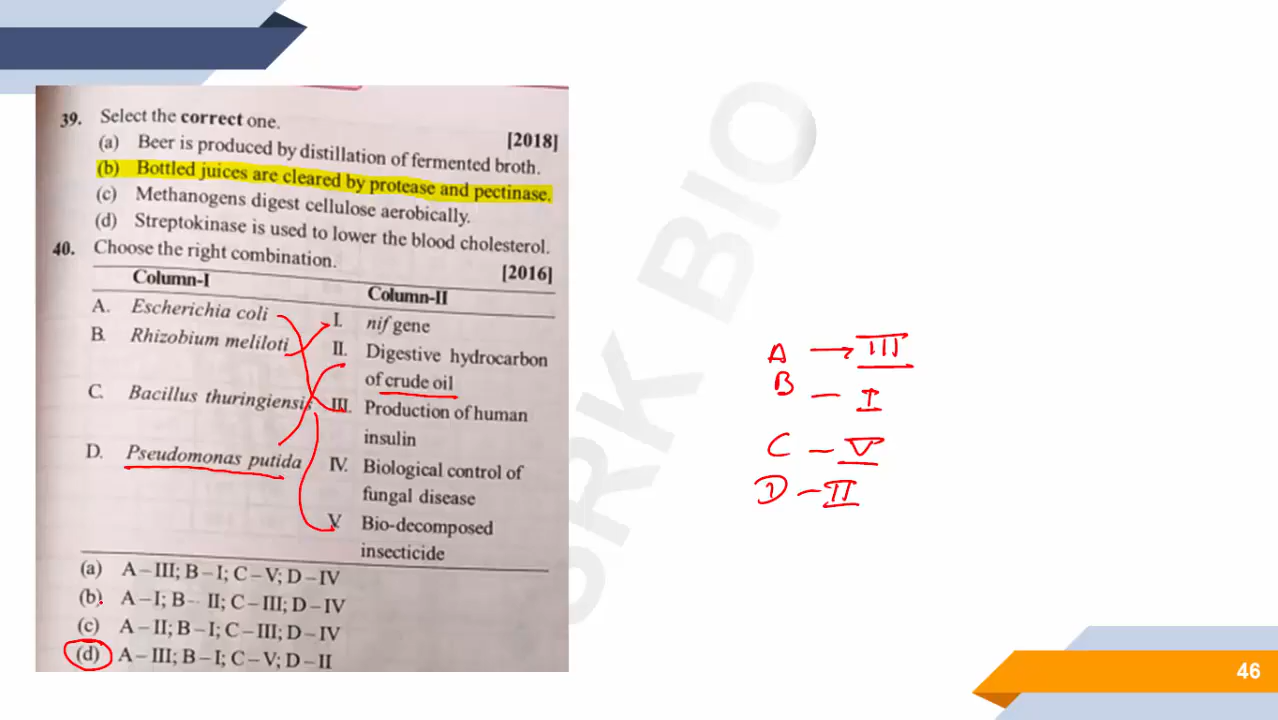 39. Select the correct one. [2018]
(a) Beer is produced by distillation of fermented broth.
(b) Bottled juices are cleared by protease and pectinase.
(c) Methanogens digest cellulose aerobically.
(d) Streptokinase is used to lower the blood cholesterol.
40. Choose the right combination. [2016]
Column-I Column-II
A. Escherichia coli I. nif gene
B. Rhizobium meliloti II. Digestive hydrocarbon
of crude oil
C. Bacillus thuringiensis III. Production of human
insulin
D. Pseudomonas putida IV. Biological control of
fungal disease
V. Bio-decomposed
insecticide
(a) A – III; B – I; C – V; D – IV
(b) A – I; B – II; C – III; D – IV
(c) A – II; B – I; C – III; D – IV
(d) A – III; B – I; C – V; D – II
A → III
B – I
C – V
D – II
SRK BIO
46